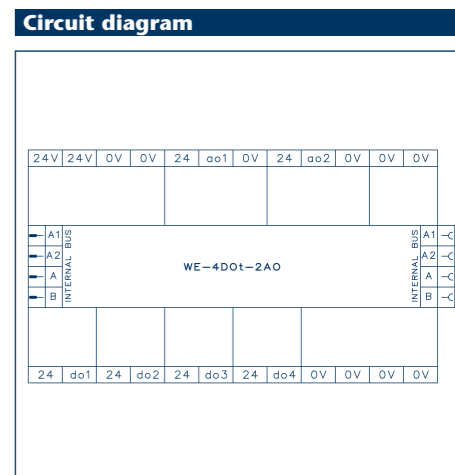 Circuit diagram
24V 24V 0V 0V 24 ao1 0V 24 ao2 0V 0V 0V
A1 INTERNAL BUS A1
A2 A2
WE-4DOt-2AO
A A
B INTERNAL BUS B
24 do1 24 do2 24 do3 24 do4 0V 0V 0V 0V